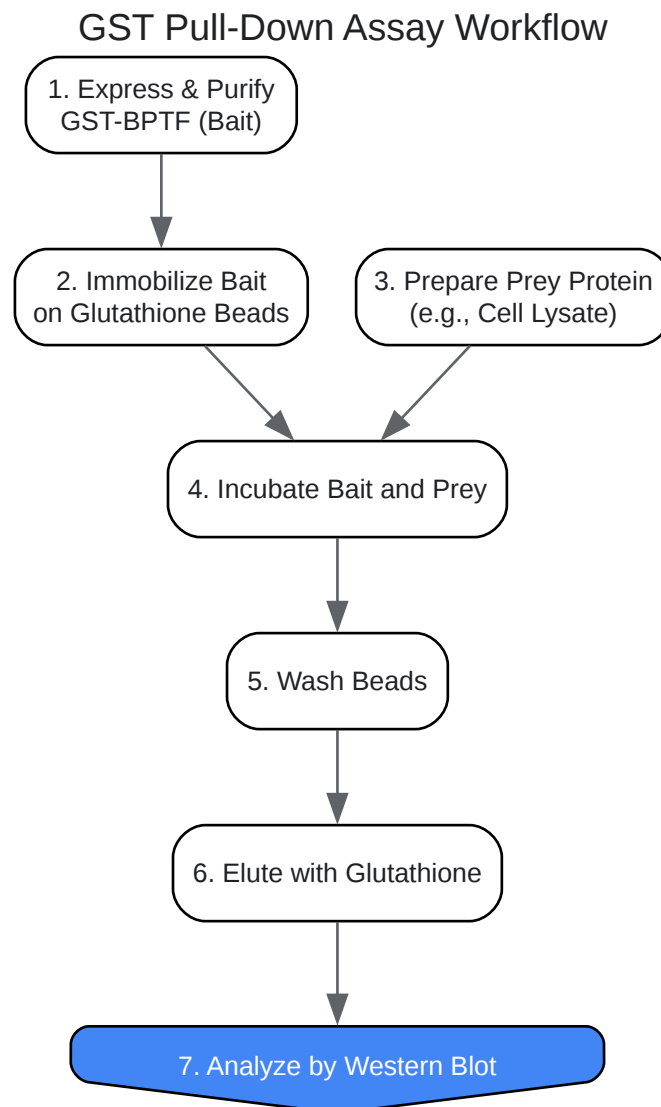 GST Pull-Down Assay Workflow
1. Express & Purify
GST-BPTF (Bait)
2. Immobilize Bait
on Glutathione Beads
3. Prepare Prey Protein
(e.g., Cell Lysate)
4. Incubate Bait and Prey
5. Wash Beads
6. Elute with Glutathione
7. Analyze by Western Blot